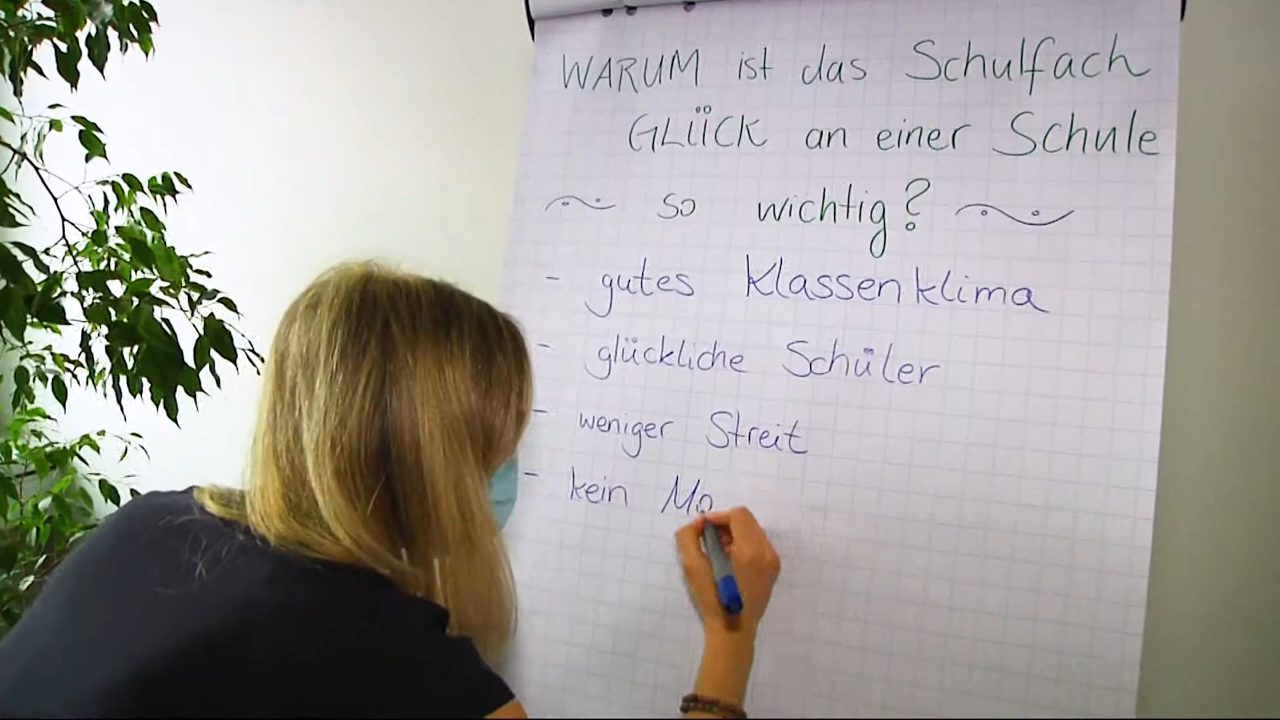 WARUM ist das Schulfach
GLÜCK an einer Schule
so wichtig?
- gutes Klassenklima
- glückliche Schüler
- weniger Streit
- kein Mo